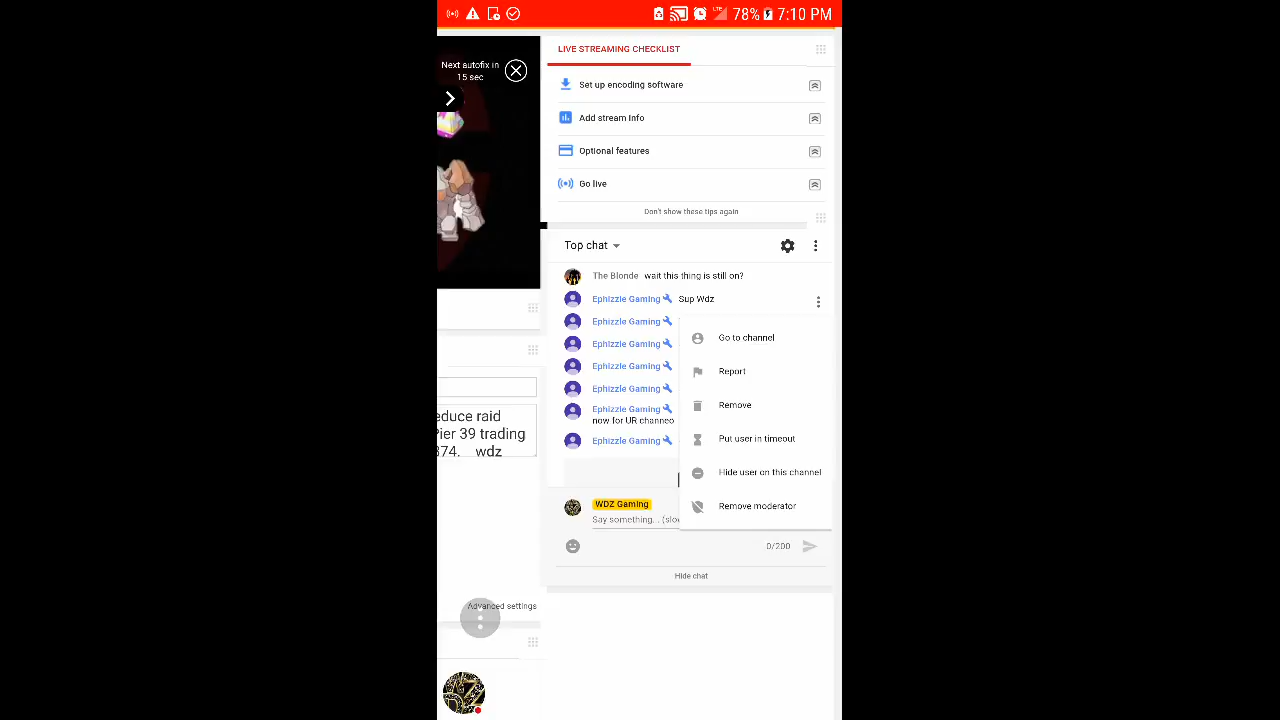 78% 7:10 PM
LTE
Next autofix in
15 sec
LIVE STREAMING CHECKLIST
Set up encoding software
Add stream info
Optional features
Go live
Don't show these tips again
Top chat
The Blonde wait this thing is still on?
Ephizzle Gaming Sup Wdz
Ephizzle Gaming
Ephizzle Gaming
Ephizzle Gaming
Ephizzle Gaming
Ephizzle Gaming
now for UR channeo
Ephizzle Gaming
Go to channel
Report
Remove
Put user in timeout
Hide user on this channel
Remove moderator
WDZ Gaming
Say something... (slo
0/200
Hide chat
educe raid
Pier 39 trading
374. wdz
Advanced settings